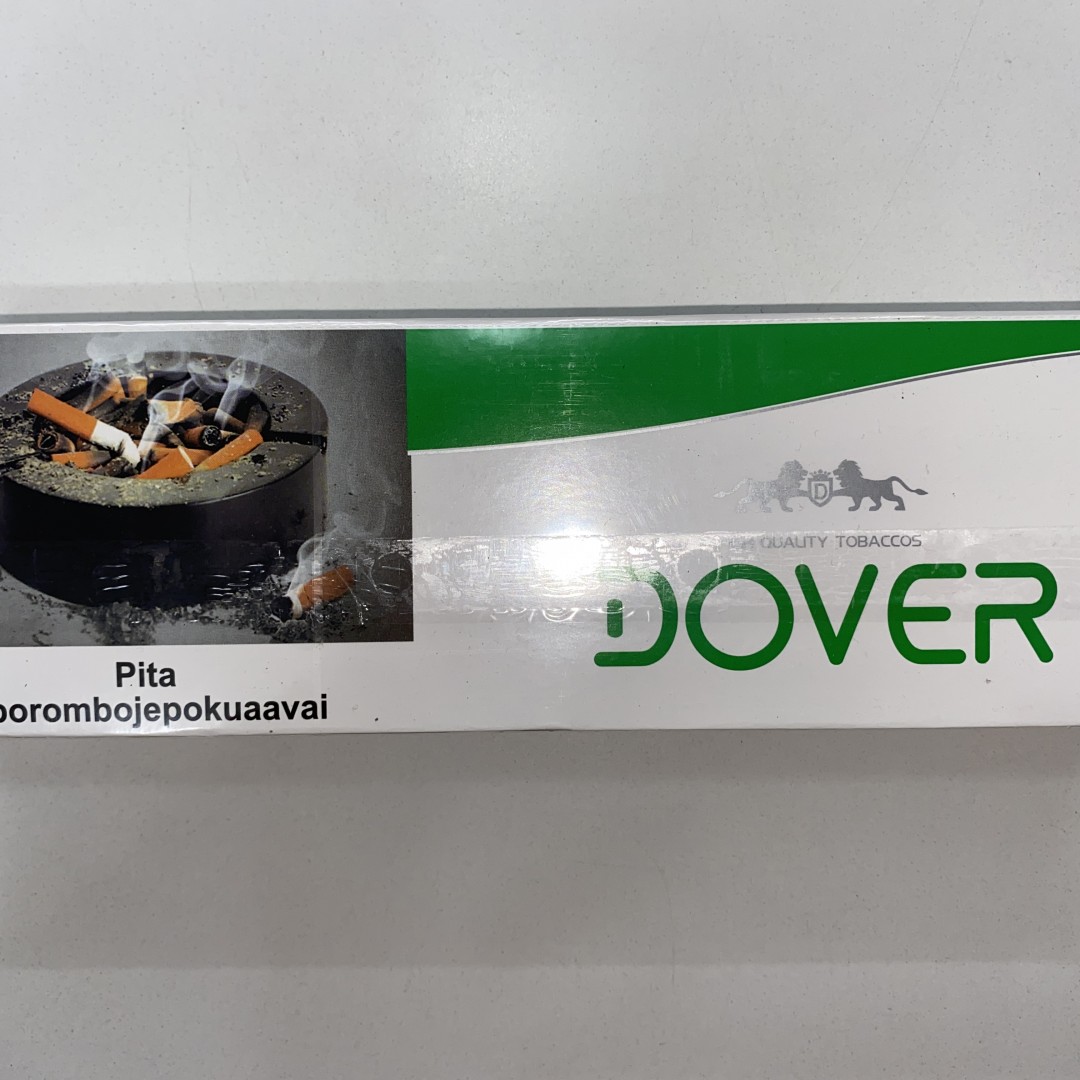 Pita
porombojepokuaavai
D
QUALITY TOBACCOS
DOVER